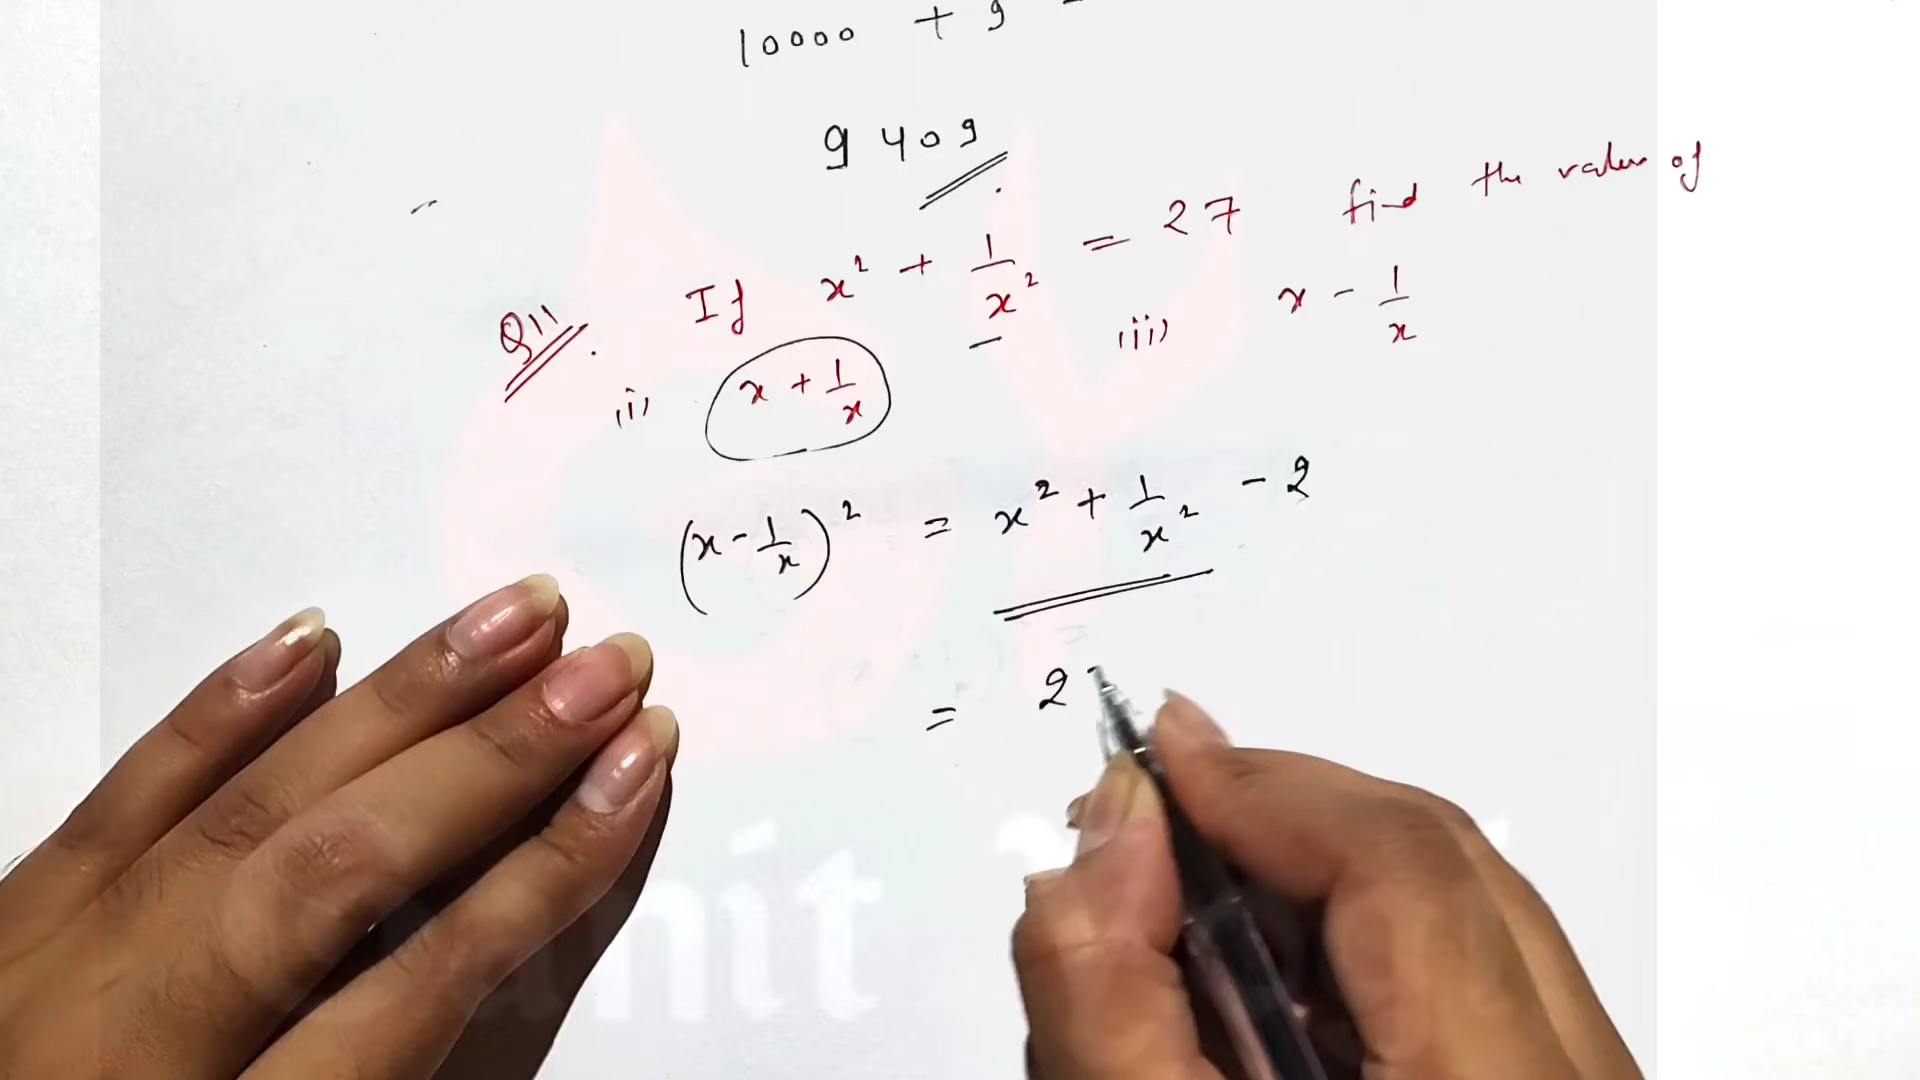 10000 + 9 -
9409
Q11. If x² + 1/x² = 27 find the value of
(i) x + 1/x (ii) x - 1/x
(x - 1/x)² = x² + 1/x² - 2
= 2